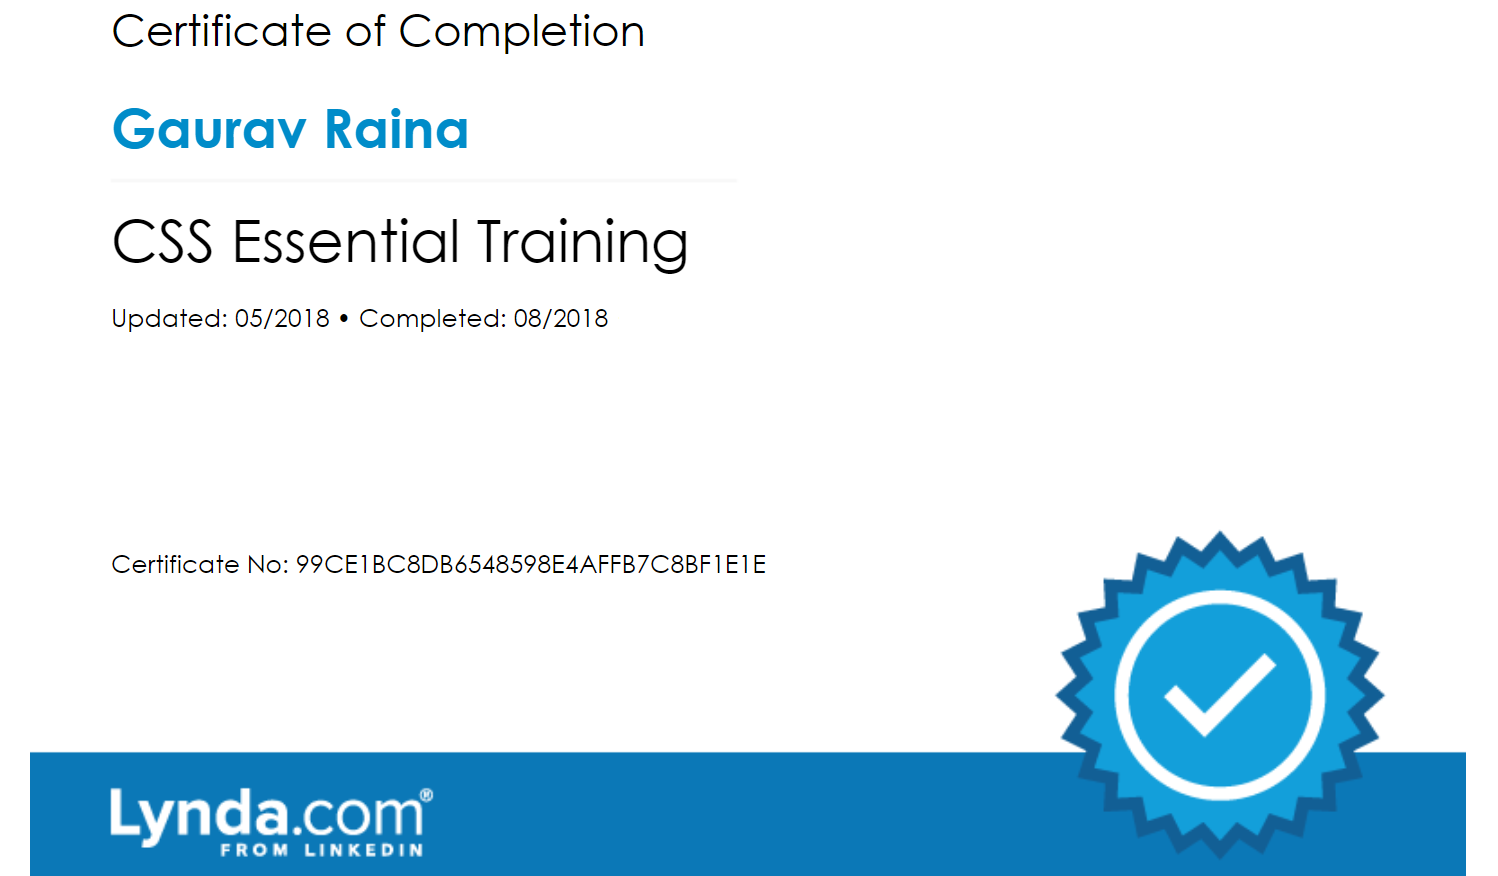 Certificate of Completion
Gaurav Raina
CSS Essential Training
Updated: 05/2018 • Completed: 08/2018
Certificate No: 99CE1BC8DB6548598E4AFFB7C8BF1E1E
Lynda.com®
FROM LINKEDIN